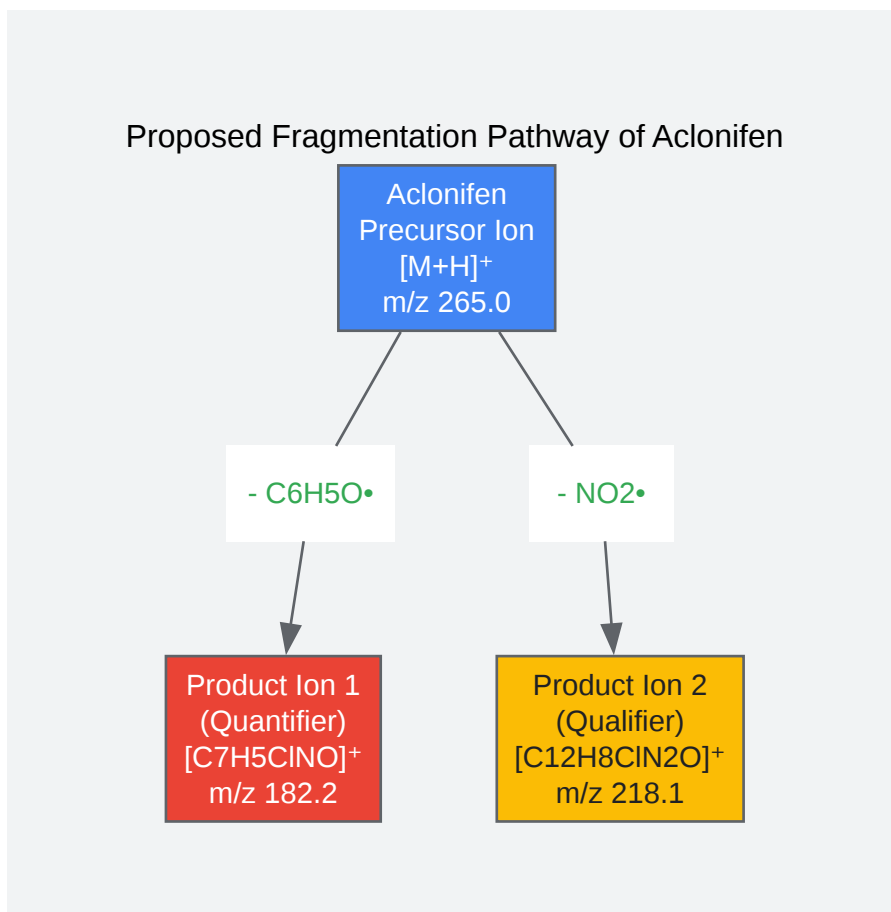 Proposed Fragmentation Pathway of Aclonifen
Aclonifen
Precursor Ion
[M+H]⁺
m/z 265.0
- C6H5O•
- NO2•
Product Ion 1
(Quantifier)
[C7H5ClNO]⁺
m/z 182.2
Product Ion 2
(Qualifier)
[C12H8ClN2O]⁺
m/z 218.1